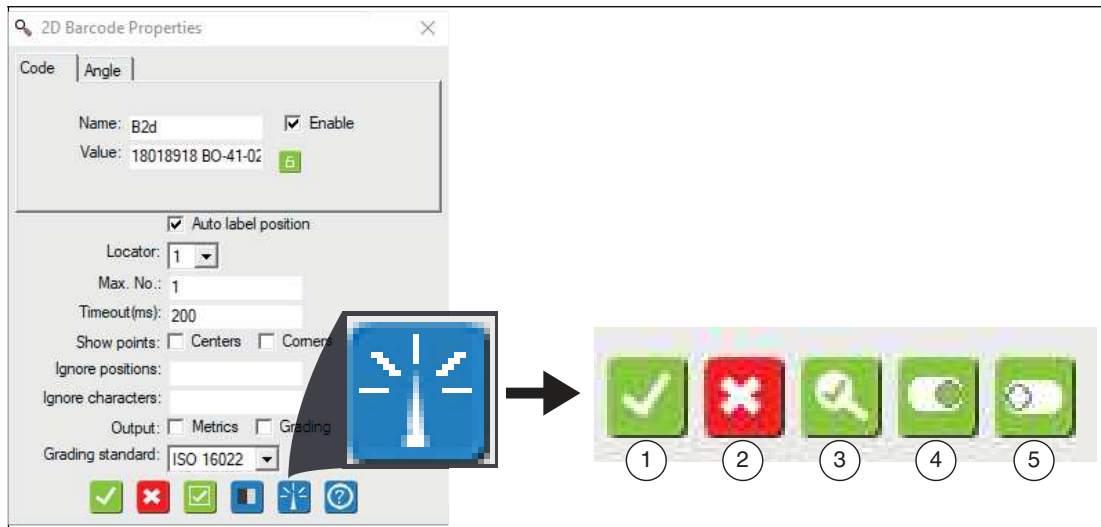 2D Barcode Properties
Code Angle
Name: B2d Enable
Value: 18018918 BO-41-02 6
Auto label position
Locator: 1
Max. No.: 1
Timeout(ms): 200
Show points: Centers Corners
Ignore positions:
Ignore characters:
Output: Metrics Grading
Grading standard: ISO 16022
1 2 3 4 5